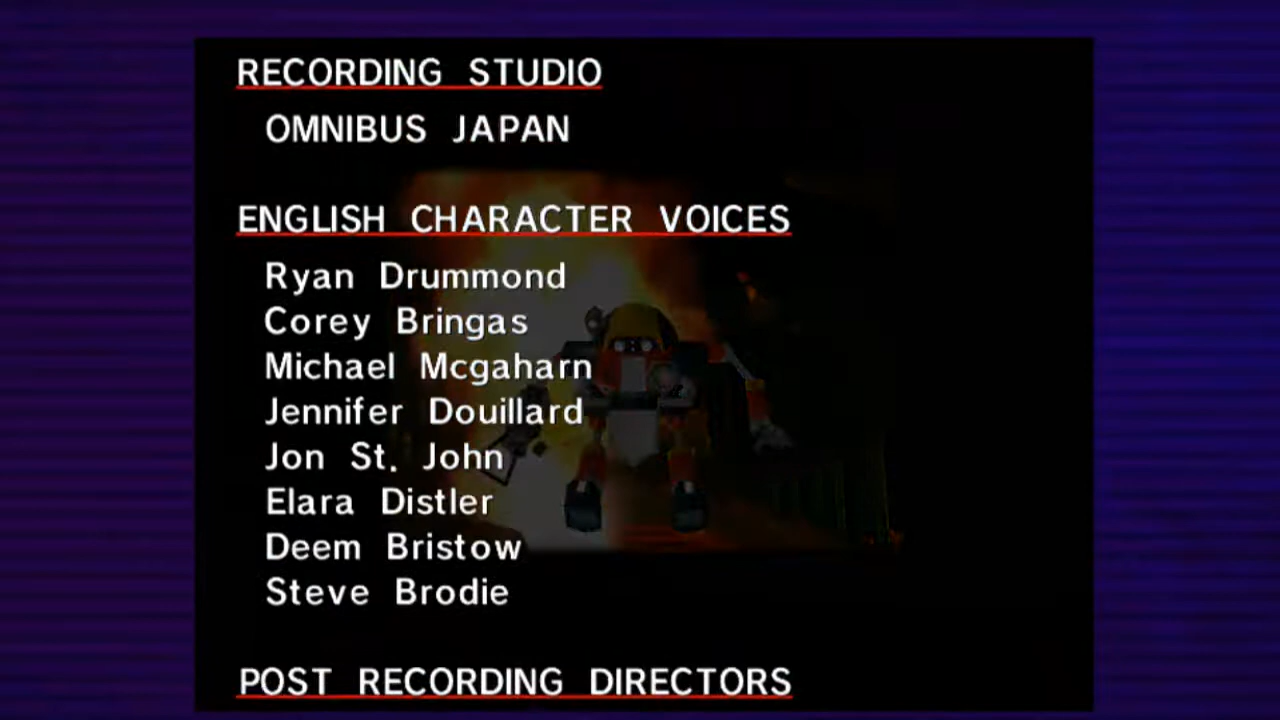 RECORDING STUDIO
OMNIBUS JAPAN
ENGLISH CHARACTER VOICES
Ryan Drummond
Corey Bringas
Michael Mcgaharn
Jennifer Douillard
Jon St. John
Elara Distler
Deem Bristow
Steve Brodie
POST RECORDING DIRECTORS